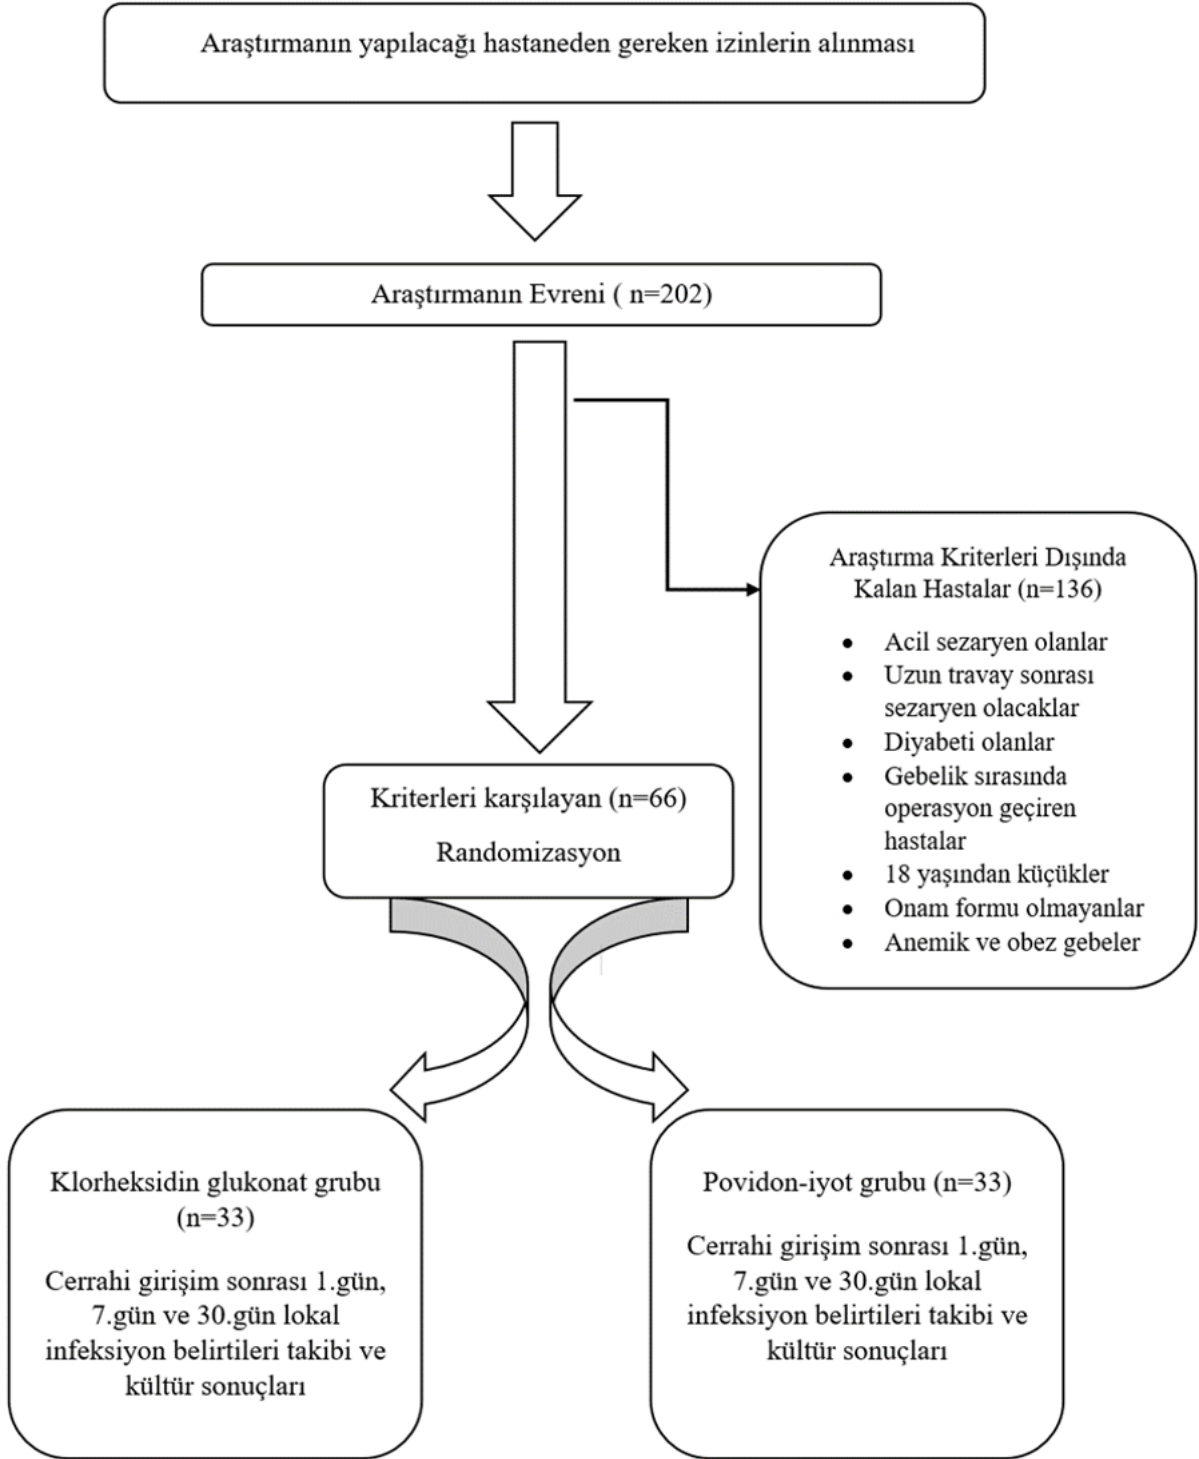 Araştırmanın yapılacağı hastaneden gereken izinlerin alınması
Araştırmanın Evreni ( n=202)
Araştırma Kriterleri Dışında
Kalan Hastalar (n=136)
• Acil sezaryen olanlar
• Uzun travay sonrası
sezaryen olacaklar
• Diyabeti olanlar
• Gebelik sırasında
operasyon geçiren
hastalar
• 18 yaşından küçükler
• Onam formu olmayanlar
• Anemik ve obez gebeler
Kriterleri karşılayan (n=66)
Randomizasyon
Klorheksidin glukonat grubu
(n=33)
Cerrahi girişim sonrası 1.gün,
7.gün ve 30.gün lokal
infeksiyon belirtileri takibi ve
kültür sonuçları
Povidon-iyot grubu (n=33)
Cerrahi girişim sonrası 1.gün,
7.gün ve 30.gün lokal
infeksiyon belirtileri takibi ve
kültür sonuçları